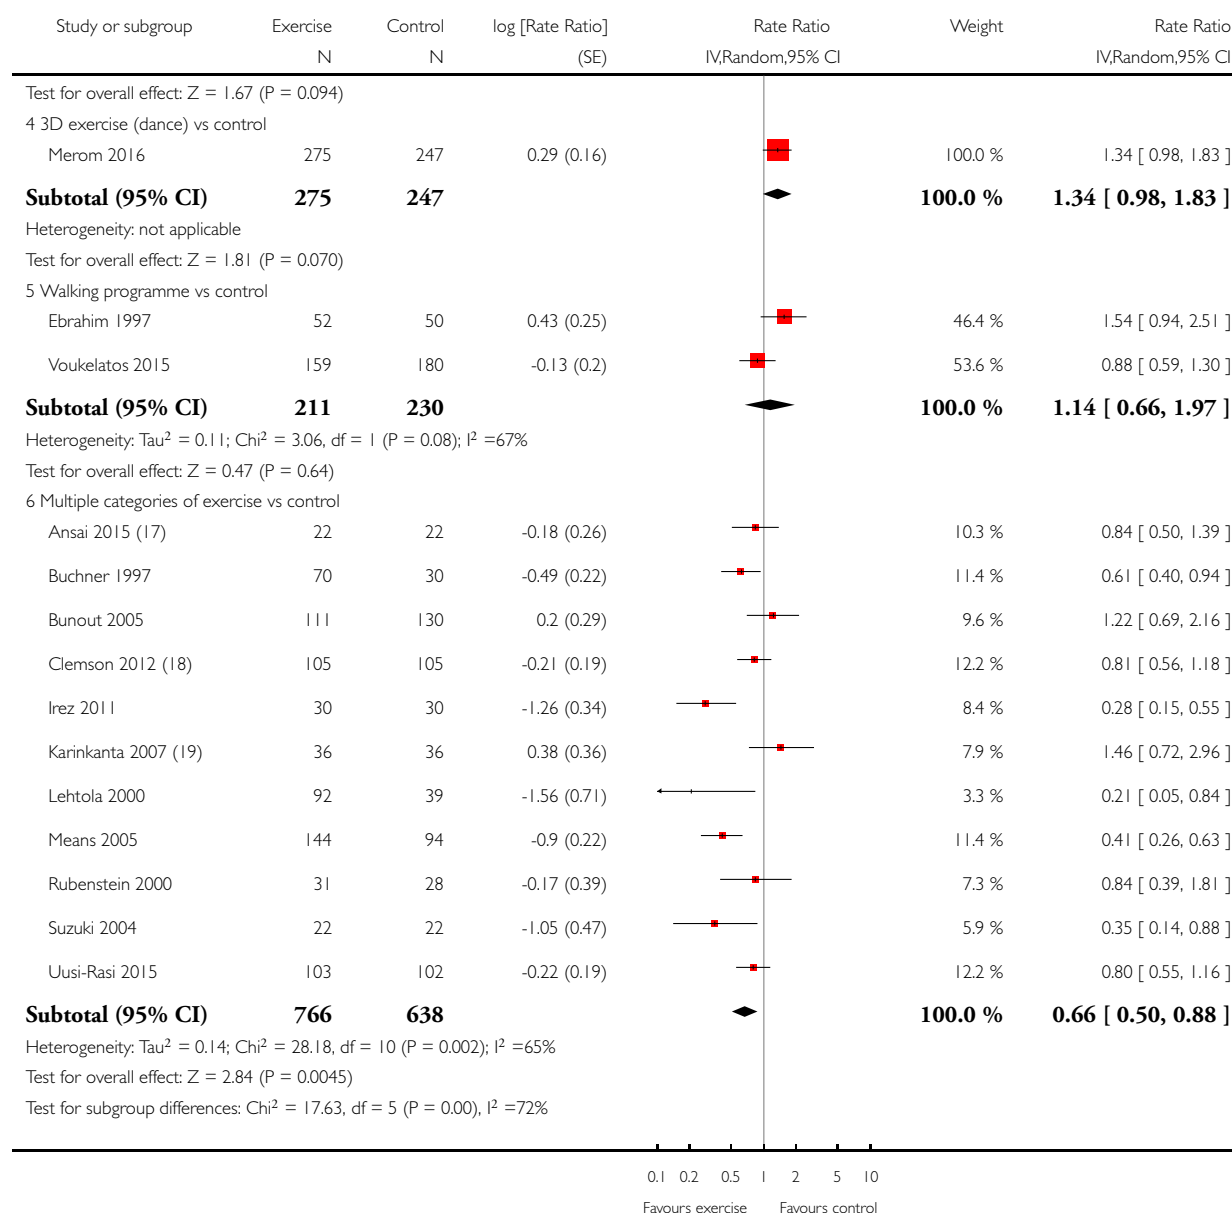 Study or subgroup Exercise Control log [Rate Ratio] Rate Ratio Weight Rate Ratio
N N (SE) IV,Random,95% CI IV,Random,95% CI
Test for overall effect: Z = 1.67 (P = 0.094)
4 3D exercise (dance) vs control
Merom 2016 275 247 0.29 (0.16) 100.0 % 1.34 [ 0.98, 1.83 ]
Subtotal (95% CI) 275 247 100.0 % 1.34 [ 0.98, 1.83 ]
Heterogeneity: not applicable
Test for overall effect: Z = 1.81 (P = 0.070)
5 Walking programme vs control
Ebrahim 1997 52 50 0.43 (0.25) 46.4 % 1.54 [ 0.94, 2.51 ]
Voukelatos 2015 159 180 -0.13 (0.2) 53.6 % 0.88 [ 0.59, 1.30 ]
Subtotal (95% CI) 211 230 100.0 % 1.14 [ 0.66, 1.97 ]
Heterogeneity: Tau² = 0.11; Chi² = 3.06, df = 1 (P = 0.08); I² =67%
Test for overall effect: Z = 0.47 (P = 0.64)
6 Multiple categories of exercise vs control
Ansai 2015 (17) 22 22 -0.18 (0.26) 10.3 % 0.84 [ 0.50, 1.39 ]
Buchner 1997 70 30 -0.49 (0.22) 11.4 % 0.61 [ 0.40, 0.94 ]
Bunout 2005 111 130 0.2 (0.29) 9.6 % 1.22 [ 0.69, 2.16 ]
Clemson 2012 (18) 105 105 -0.21 (0.19) 12.2 % 0.81 [ 0.56, 1.18 ]
Irez 2011 30 30 -1.26 (0.34) 8.4 % 0.28 [ 0.15, 0.55 ]
Karinkanta 2007 (19) 36 36 0.38 (0.36) 7.9 % 1.46 [ 0.72, 2.96 ]
Lehtola 2000 92 39 -1.56 (0.71) 3.3 % 0.21 [ 0.05, 0.84 ]
Means 2005 144 94 -0.9 (0.22) 11.4 % 0.41 [ 0.26, 0.63 ]
Rubenstein 2000 31 28 -0.17 (0.39) 7.3 % 0.84 [ 0.39, 1.81 ]
Suzuki 2004 22 22 -1.05 (0.47) 5.9 % 0.35 [ 0.14, 0.88 ]
Uusi-Rasi 2015 103 102 -0.22 (0.19) 12.2 % 0.80 [ 0.55, 1.16 ]
Subtotal (95% CI) 766 638 100.0 % 0.66 [ 0.50, 0.88 ]
Heterogeneity: Tau² = 0.14; Chi² = 28.18, df = 10 (P = 0.002); I² =65%
Test for overall effect: Z = 2.84 (P = 0.0045)
Test for subgroup differences: Chi² = 17.63, df = 5 (P = 0.00), I² =72%
0.1 0.2 0.5 1 2 5 10
Favours exercise Favours control